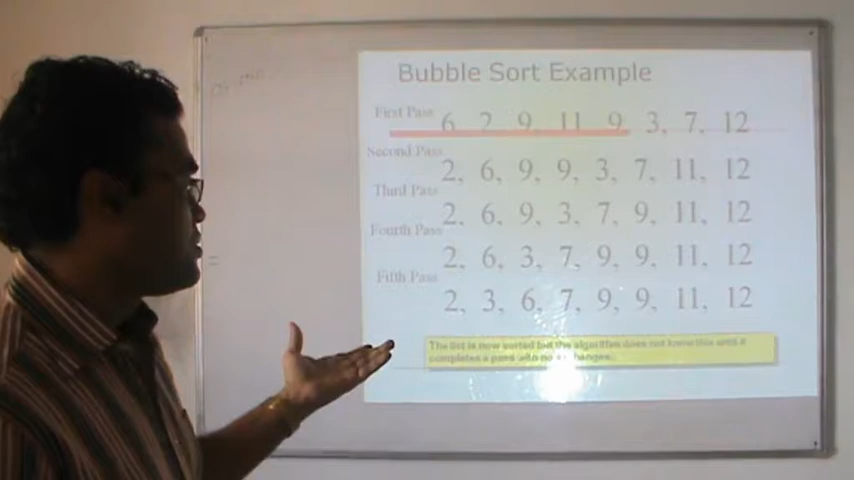 Bubble Sort Example
First Pass
6 2 9 11 9 3, 7, 12
Second Pass
2, 6, 9, 9, 3, 7, 11, 12
Third Pass
2, 6, 9, 3, 7, 9, 11, 12
Fourth Pass
2, 6, 3, 7, 9, 9, 11, 12
Fifth Pass
2, 3, 6, 7, 9, 9, 11, 12
The list is now sorted but the algorithm does not know this until it
completes a pass with no exchanges.